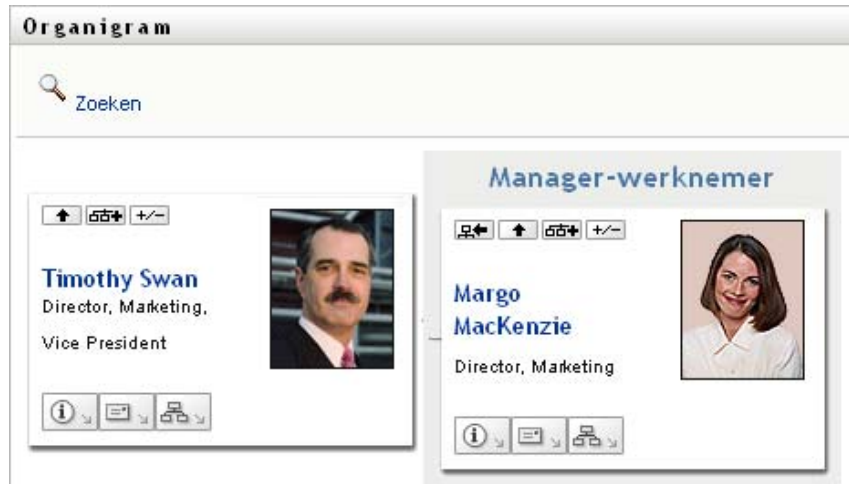 Organigram
Zoeken
Manager-werknemer
+/-
Timothy Swan
Director, Marketing,
Vice President
+/-
Margo
MacKenzie
Director, Marketing